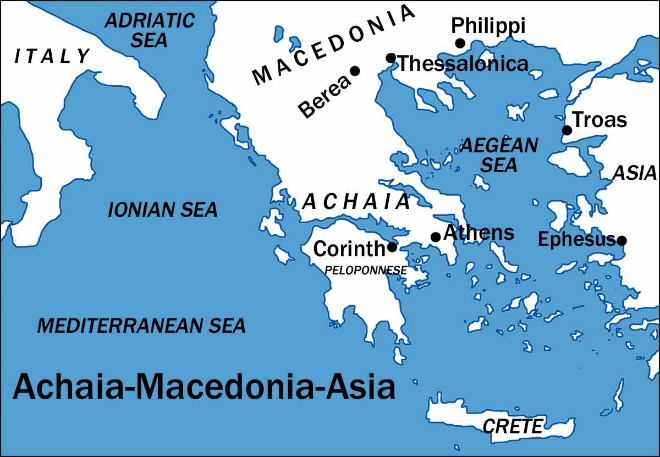 ADRIATIC
SEA
ITALY
MACEDONIA
Philippi
Thessalonica
Berea
Troas
AEGEAN
SEA
ASIA
ACHAIA
IONIAN SEA
Athens
Ephesus
Corinth
PELOPONNESE
MEDITERRANEAN SEA
Achaia-Macedonia-Asia
CRETE